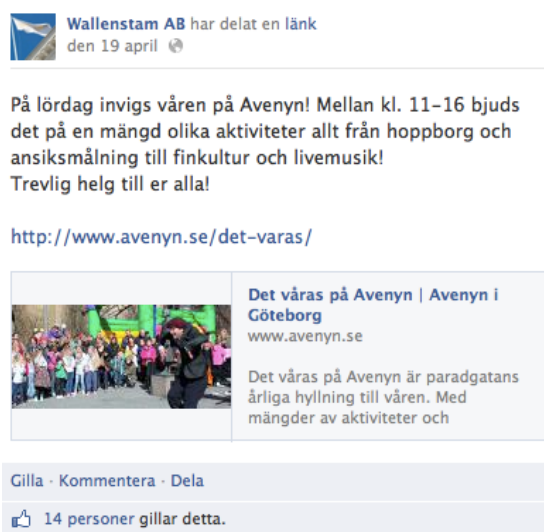 Wallenstam AB har delat en länk
den 19 april
På lördag invigs våren på Avenyn! Mellan kl. 11-16 bjuds
det på en mängd olika aktiviteter allt från hoppborg och
ansiksmålning till finkultur och livemusik!
Trevlig helg till er alla!
http://www.avenyn.se/det-varas/
Det våras på Avenyn | Avenyn i
Göteborg
www.avenyn.se
Det våras på Avenyn är paradgatans
årliga hyllning till våren. Med
mängder av aktiviteter och
Gilla · Kommentera · Dela
14 personer gillar detta.